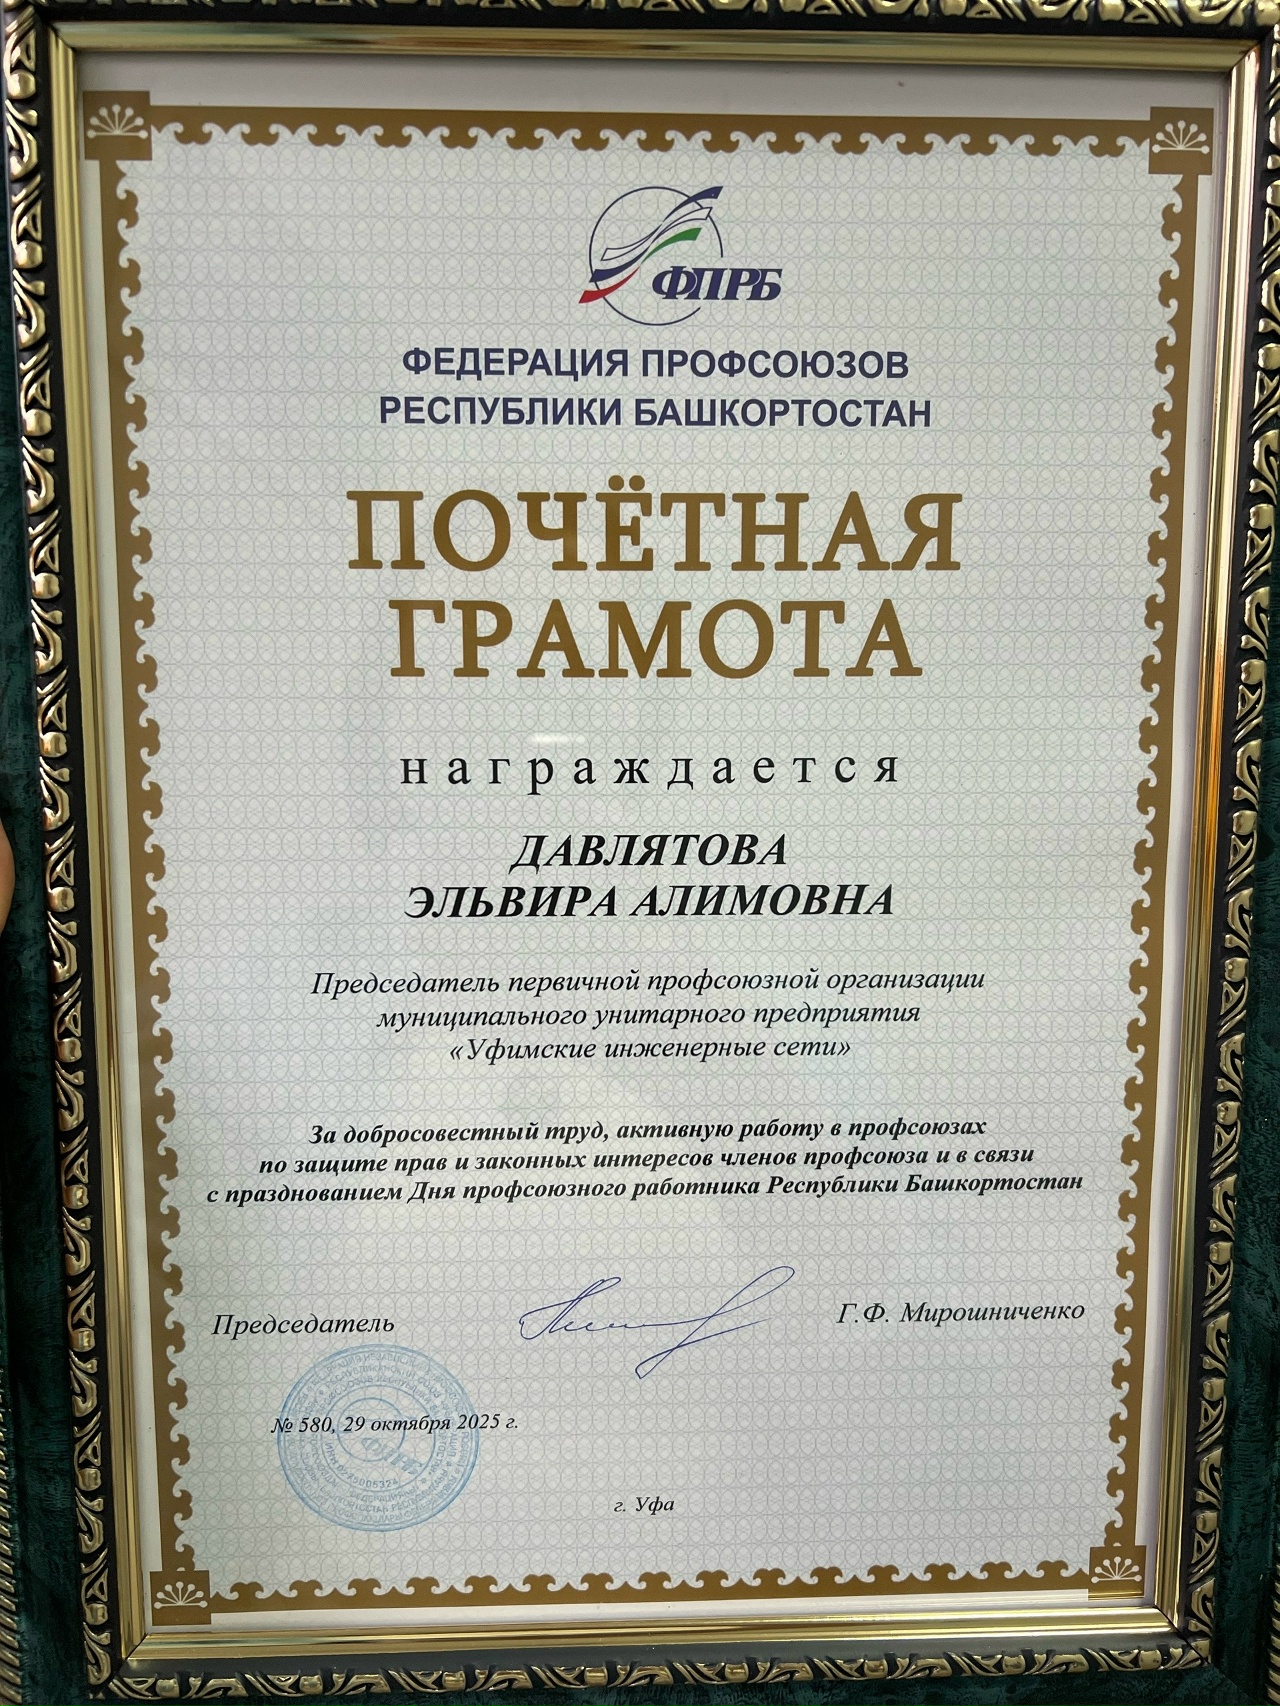 ФПРБ
ФЕДЕРАЦИЯ ПРОФСОЮЗОВ
РЕСПУБЛИКИ БАШКОРТОСТАН
ПОЧЁТНАЯ
ГРАМОТА
награждается
ДАВЛЯТОВА
ЭЛЬВИРА АЛИМОВНА
Председатель первичной профсоюзной организации
муниципального унитарного предприятия
«Уфимские инженерные сети»
За добросовестный труд, активную работу в профсоюзах
по защите прав и законных интересов членов профсоюза и в связи
с празднованием Дня профсоюзного работника Республики Башкортостан
Председатель
Г.Ф. Мирошниченко
№ 580, 29 октября 2025 г.
ФПРБ
г. Уфа